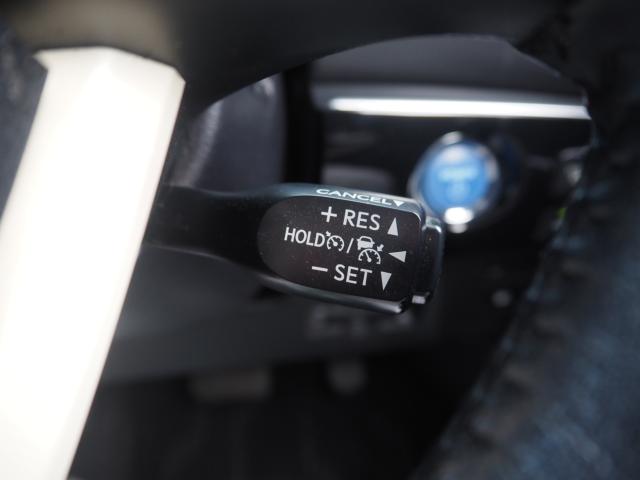 CANCEL
+ RES
HOLD /
− SET